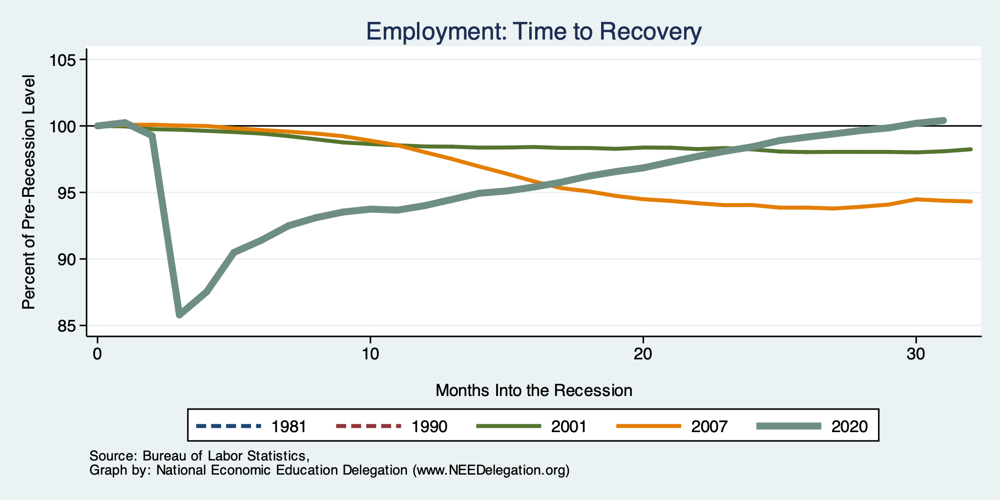 Employment: Time to Recovery
Percent of Pre-Recession Level
105
100
95
90
85
0 10 20 30
Months Into the Recession
1981 1990 2001 2007 2020
Source: Bureau of Labor Statistics,
Graph by: National Economic Education Delegation (www.NEEDelegation.org)